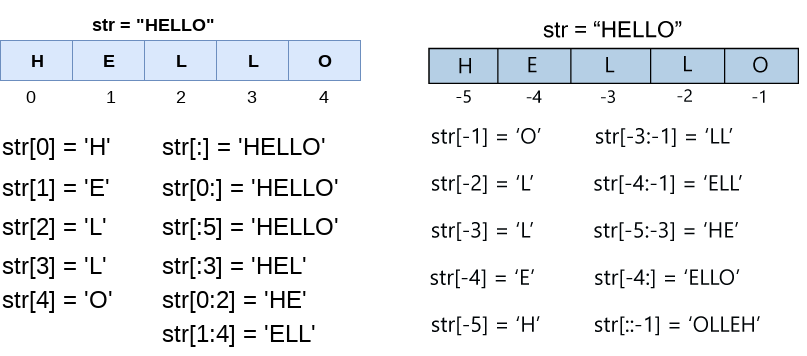 str = "HELLO"
H E L L O
0 1 2 3 4
str[0] = 'H' str[:] = 'HELLO'
str[1] = 'E' str[0:] = 'HELLO'
str[2] = 'L' str[:5] = 'HELLO'
str[3] = 'L' str[:3] = 'HEL'
str[4] = 'O' str[0:2] = 'HE'
str[1:4] = 'ELL'
str = “HELLO”
H E L L O
-5 -4 -3 -2 -1
str[-1] = ‘O’ str[-3:-1] = ‘LL’
str[-2] = ‘L’ str[-4:-1] = ‘ELL’
str[-3] = ‘L’ str[-5:-3] = ‘HE’
str[-4] = ‘E’ str[-4:] = ‘ELLO’
str[-5] = ‘H’ str[::-1] = ‘OLLEH’